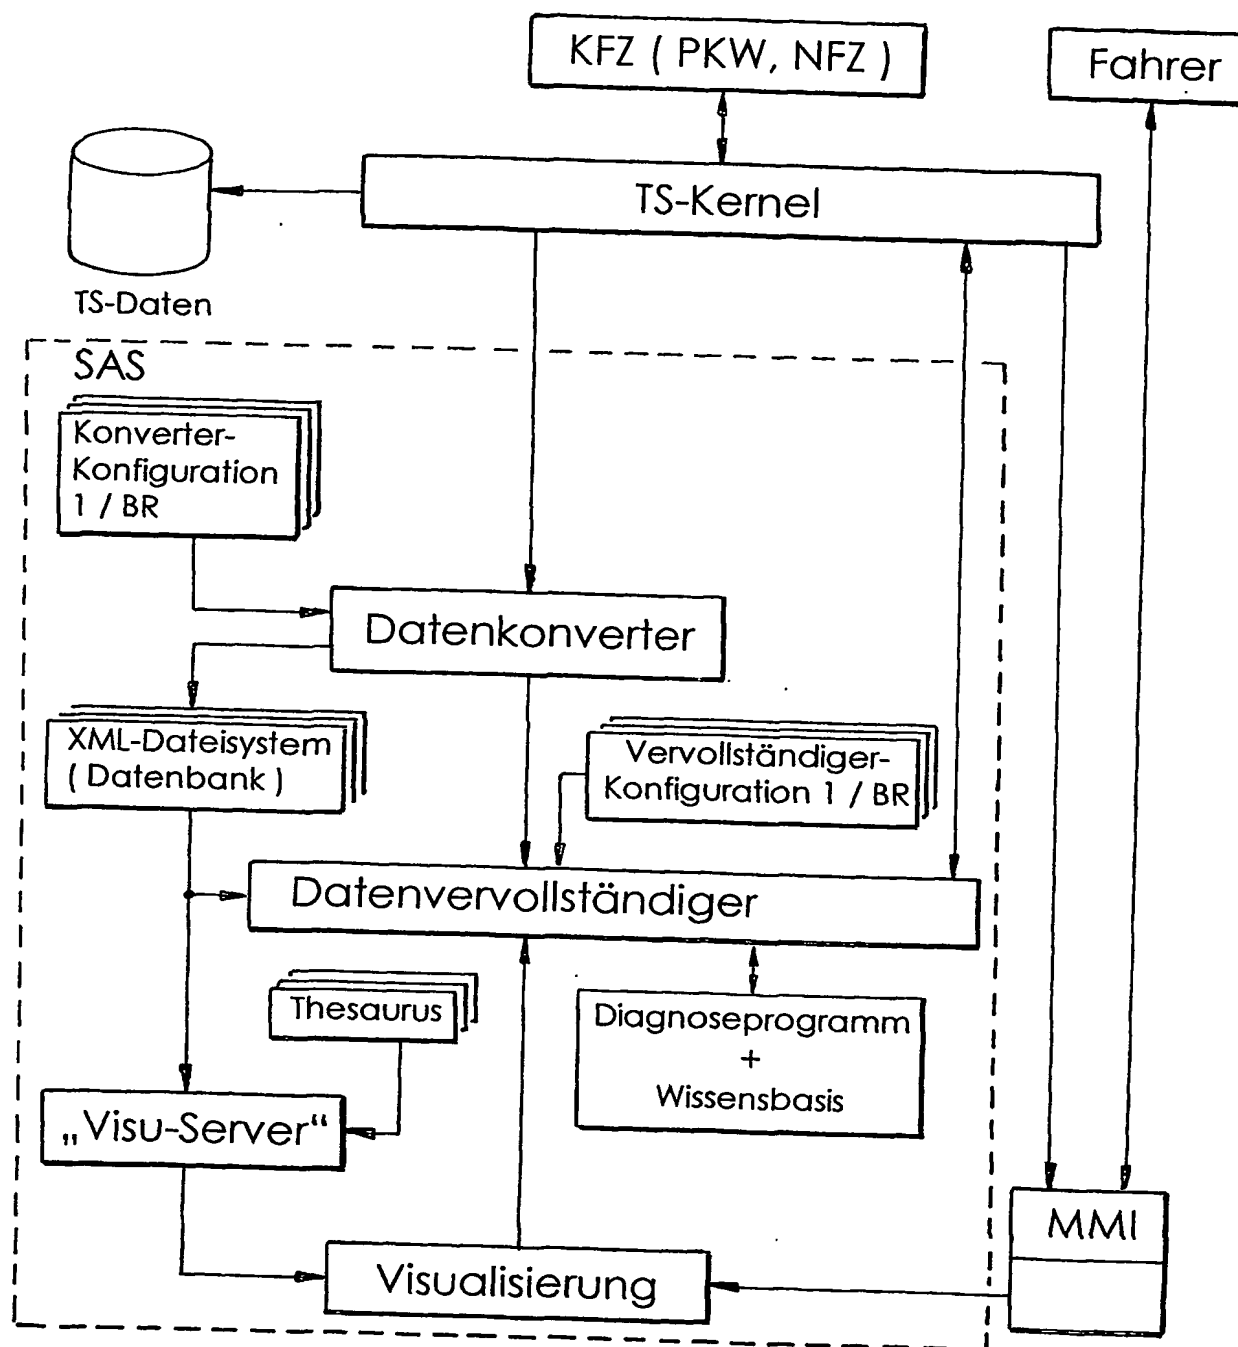 KFZ ( PKW, NFZ )
Fahrer
TS-Kernel
TS-Daten
SAS
Konverter-
Konfiguration
1 / BR
Datenkonverter
XML-Dateisystem
( Datenbank )
Vervollständiger-
Konfiguration 1 / BR
Datenvervollständiger
Thesaurus
Diagnoseprogramm
+
Wissensbasis
„Visu-Server“
MMI
Visualisierung